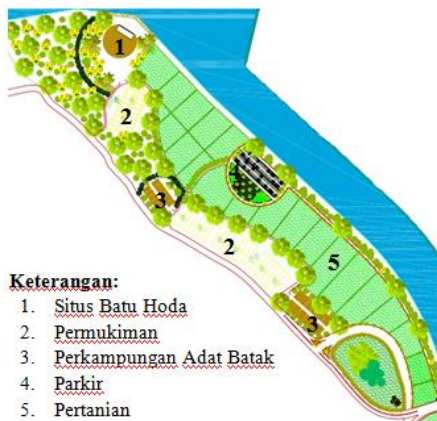 1
2
3
4
2
5
3
Keterangan:
1. Situs Batu Hoda
2. Permukiman
3. Perkampungan Adat Batak
4. Parkir
5. Pertanian